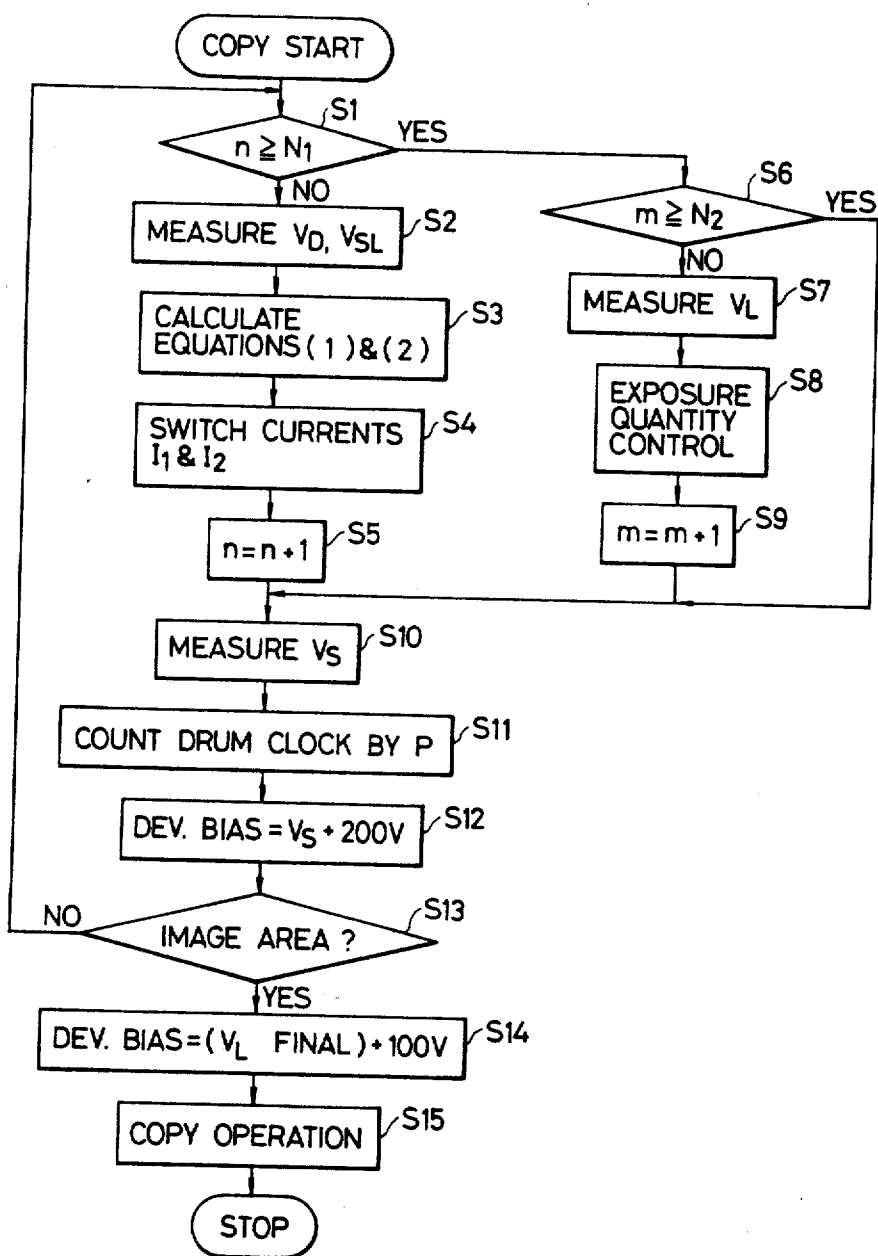 COPY START
S1
n ≧ N1
YES
NO
S2
MEASURE VD, VSL
S3
CALCULATE
EQUATIONS (1) & (2)
S4
SWITCH CURRENTS
I1 & I2
S5
n = n + 1
S6
m ≧ N2
YES
NO
S7
MEASURE VL
S8
EXPOSURE
QUANTITY
CONTROL
S9
m = m + 1
S10
MEASURE VS
S11
COUNT DRUM CLOCK BY P
S12
DEV. BIAS = VS + 200V
S13
NO
IMAGE AREA ?
YES
S14
DEV. BIAS = (VL FINAL) + 100V
S15
COPY OPERATION
STOP